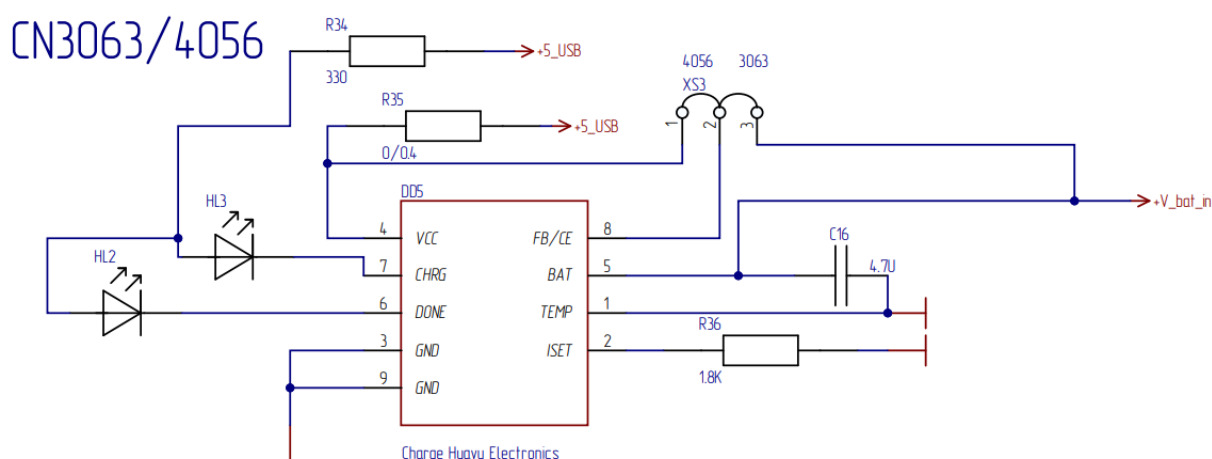 CN3063/4056
R34
+5_USB
330
R35
+5_USB
0/0.4
4056 3063
XS3
1 2 3
+V_bat_in
HL3
HL2
DD5
4 VCC FB/CE 8
7 CHRG BAT 5
6 DONE TEMP 1
3 GND ISET 2
9 GND
C16
4.7U
R36
1.8K
Charge Huayu Electronics